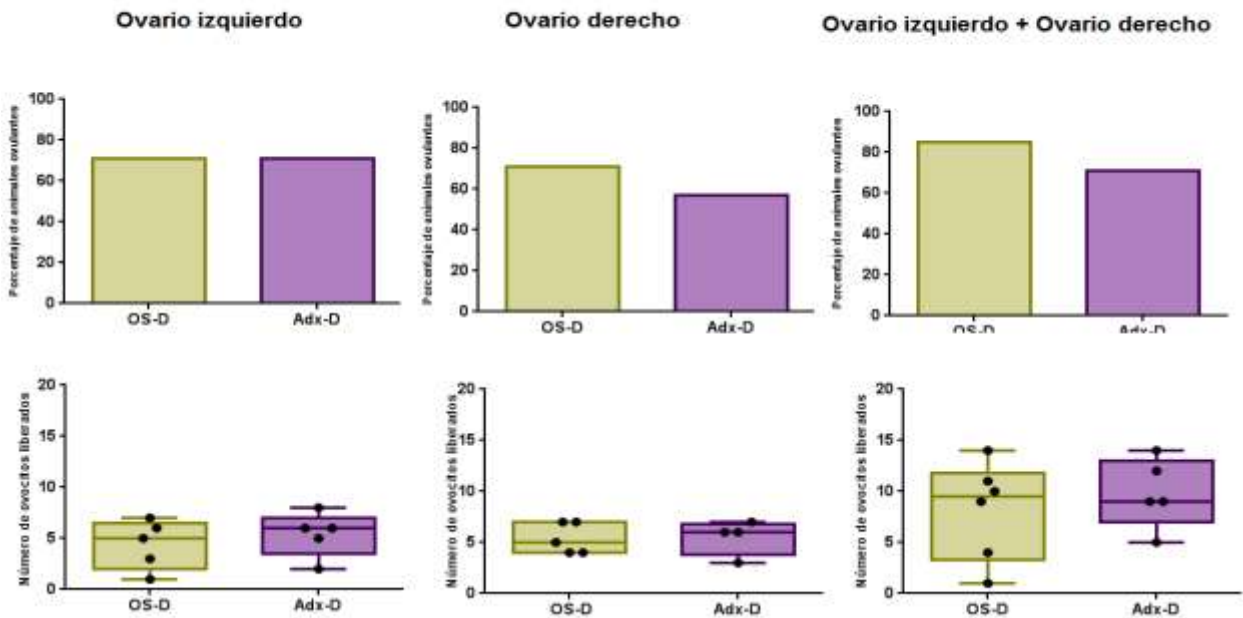 Ovario izquierdo
Ovario derecho
Ovario izquierdo + Ovario derecho
Porcentaje de animales ovulantes
100
80
60
40
20
0
OS-D
Adx-D
Porcentaje de animales ovulantes
100
80
60
40
20
0
OS-D
Adx-D
Porcentaje de animales ovulantes
100
80
60
40
20
0
OS-D
Adx-D
Número de ovocitos liberados
20
15
10
5
0
OS-D
Adx-D
Número de ovocitos liberados
20
15
10
5
0
OS-D
Adx-D
Número de ovocitos liberados
20
15
10
5
0
OS-D
Adx-D